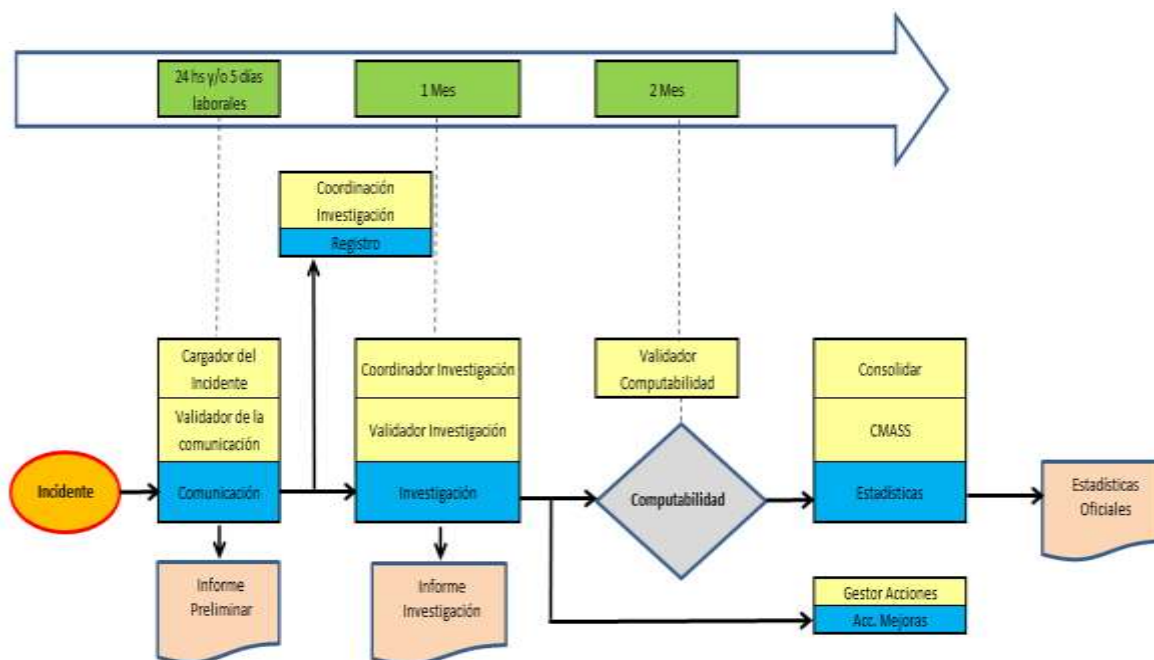 24 hs y/o 5 días
laborales
1 Mes
2 Mes
Coordinación
Investigación
Registro
Cargador del
Incidente
Validador de la
comunicación
Comunicación
Coordinador Investigación
Validador Investigación
Investigación
Validador
Computabilidad
Consolidar
CMASS
Estadísticas
Incidente
Computabilidad
Estadísticas
Oficiales
Informe
Preliminar
Informe
Investigación
Gestor Acciones
Acc. Mejoras